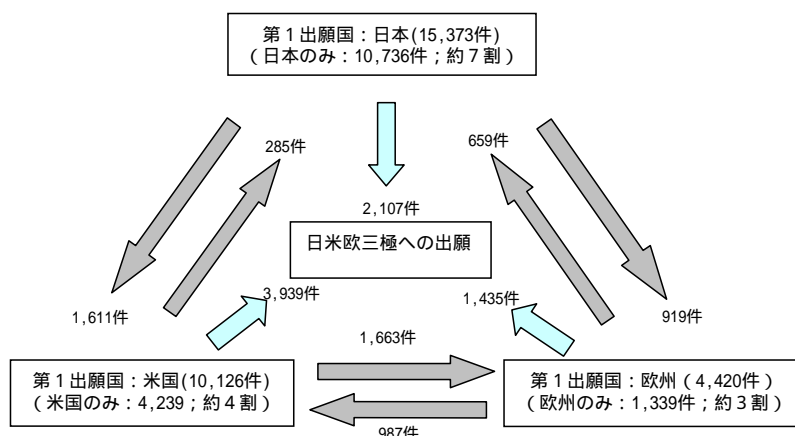 第1出願国：日本(15,373件)
（日本のみ：10,736件；約７割）
285件
659件
2,107件
日米欧三極への出願
3,939件
1,435件
1,611件
919件
1,663件
第1出願国：米国(10,126件)
（米国のみ：4,239；約４割）
第1出願国：欧州（4,420件）
（欧州のみ：1,339件；約３割）
987件